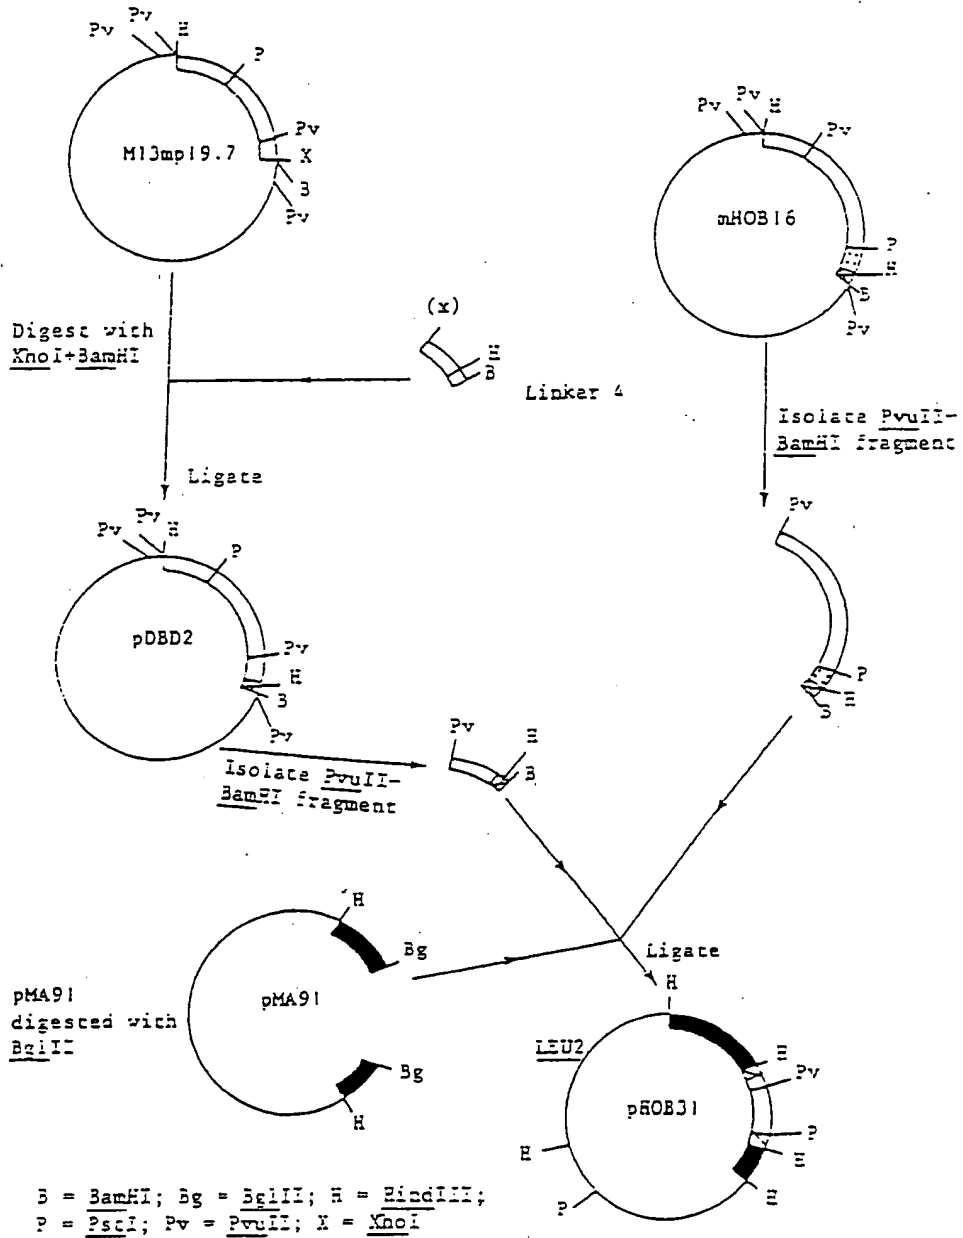 Pv
Pv
H
P
M13mp19.7
Pv
X
B
Pv
Pv
Pv
H
Pv
mHOB16
P
H
B
Pv
Digest with
XhoI+BamHI
(x)
H
B
Linker 4
Isolate PvuII-
BamHI fragment
Ligate
Pv
Pv
Pv
H
P
pDBD2
Pv
H
B
Pv
P
H
B
Isolate PvuII-
BamHI fragment
Pv
H
B
H
Bg
pMA91
pMA91
digested with
BglII
Bg
H
Ligate
H
LEU2
H
Pv
pHOB31
P
H
H
H
P
B = BamHI; Bg = BglII; H = HindIII;
P = PstI; Pv = PvuII; X = XhoI